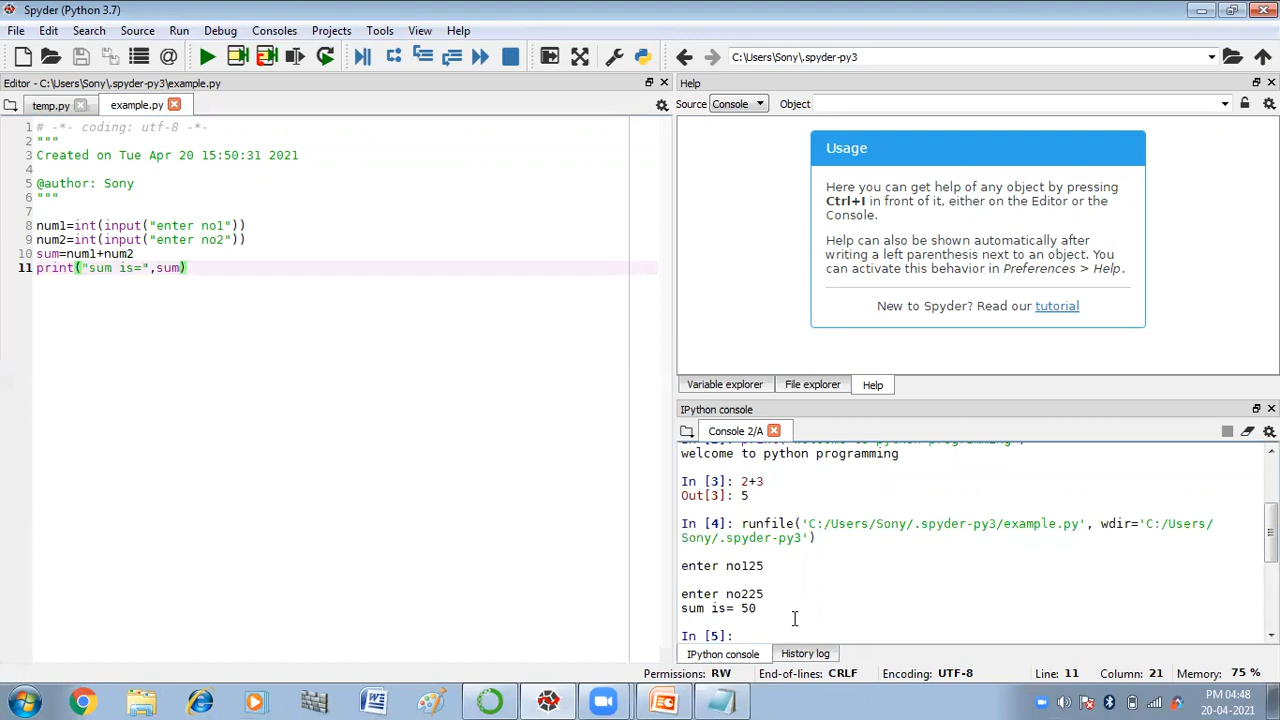 Spyder (Python 3.7)
File Edit Search Source Run Debug Consoles Projects Tools View Help
C:\Users\Sony\.spyder-py3
Editor - C:\Users\Sony\.spyder-py3\example.py
temp.py
example.py
1 # -*- coding: utf-8 -*-
2 """
3 Created on Tue Apr 20 15:50:31 2021
4
5 @author: Sony
6 """
7
8 num1=int(input("enter no1"))
9 num2=int(input("enter no2"))
10 sum=num1+num2
11 print("sum is=",sum)
Help
Source Console Object
Usage
Here you can get help of any object by pressing
Ctrl+I in front of it, either on the Editor or the
Console.
Help can also be shown automatically after
writing a left parenthesis next to an object. You
can activate this behavior in Preferences > Help.
New to Spyder? Read our tutorial
Variable explorer File explorer Help
IPython console
Console 2/A
welcome to python programming
In [3]: 2+3
Out[3]: 5
In [4]: runfile('C:/Users/Sony/.spyder-py3/example.py', wdir='C:/Users/
Sony/.spyder-py3')
enter no125
enter no225
sum is= 50
In [5]:
IPython console History log
Permissions: RW End-of-lines: CRLF Encoding: UTF-8 Line: 11 Column: 21 Memory: 75 %
PM 04:48
20-04-2021